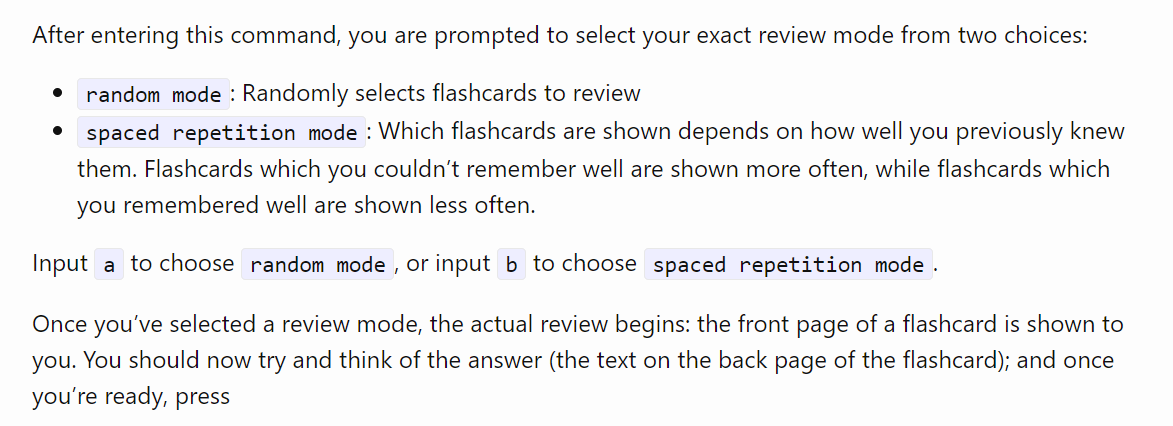 After entering this command, you are prompted to select your exact review mode from two choices:
random mode: Randomly selects flashcards to review
spaced repetition mode: Which flashcards are shown depends on how well you previously knew
them. Flashcards which you couldn’t remember well are shown more often, while flashcards which
you remembered well are shown less often.
Input a to choose random mode, or input b to choose spaced repetition mode.
Once you’ve selected a review mode, the actual review begins: the front page of a flashcard is shown to
you. You should now try and think of the answer (the text on the back page of the flashcard); and once
you’re ready, press